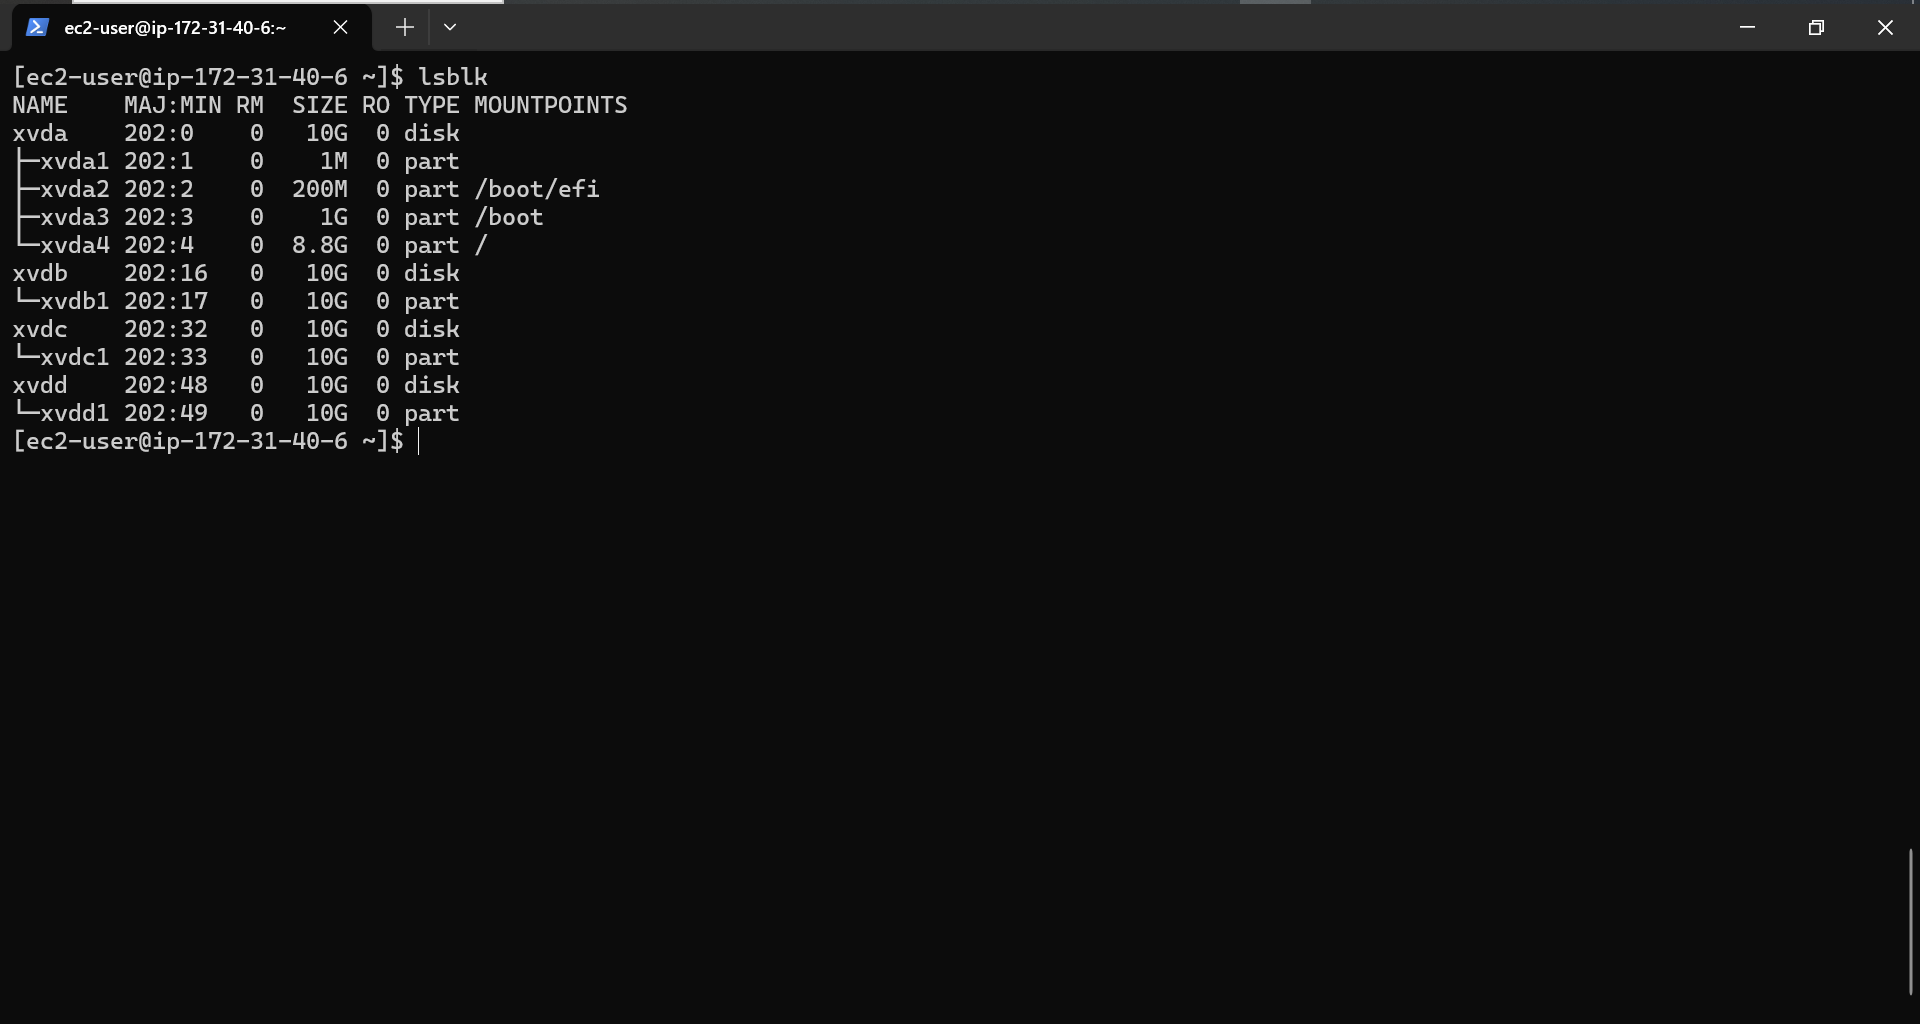 ec2-user@ip-172-31-40-6:~
[ec2-user@ip-172-31-40-6 ~]$ lsblk
NAME    MAJ:MIN RM  SIZE RO TYPE MOUNTPOINTS
xvda    202:0    0   10G  0 disk
├─xvda1 202:1    0    1M  0 part
├─xvda2 202:2    0  200M  0 part /boot/efi
├─xvda3 202:3    0    1G  0 part /boot
└─xvda4 202:4    0  8.8G  0 part /
xvdb    202:16   0   10G  0 disk
└─xvdb1 202:17   0   10G  0 part
xvdc    202:32   0   10G  0 disk
└─xvdc1 202:33   0   10G  0 part
xvdd    202:48   0   10G  0 disk
└─xvdd1 202:49   0   10G  0 part
[ec2-user@ip-172-31-40-6 ~]$